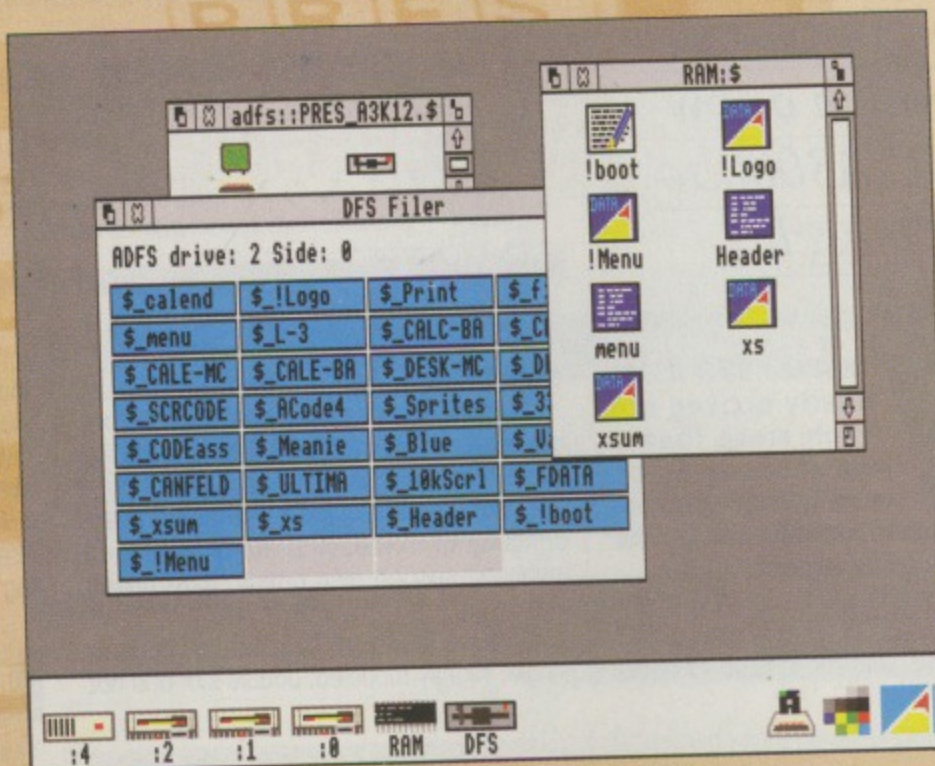 RAM:$
adfs::PRES_A3K12.$
!boot !Logo
!Menu Header
menu xs
xsum
DFS Filer
ADFS drive: 2 Side: 0
$_calend $_!Logo $_Print
$_menu $_L-3 $_CALC-BA
$_CALE-MC $_CALE-BA $_DESK-MC
$_SCRCODE $_ACode4 $_Sprites
$_CODEass $_Meanie $_Blue
$_CANFELD $_ULTIMA $_10kScrl $_FDATA
$_xsum $_xs $_Header $_!boot
$_!Menu
:4 :2 :1 :0 RAM DFS